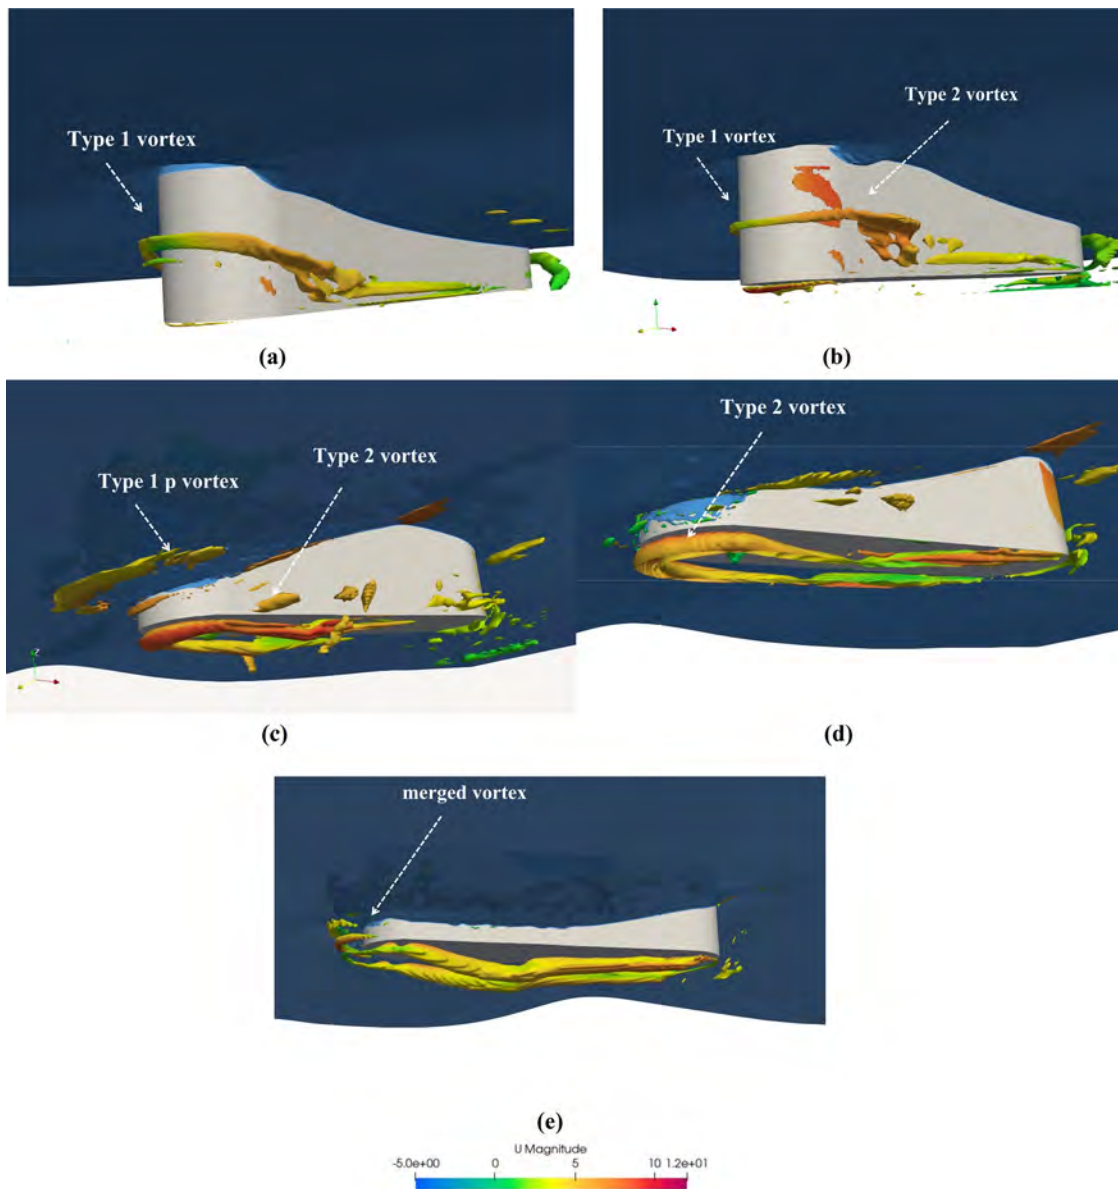 Type 1 vortex
Type 2 vortex
Type 1 vortex
(a)
(b)
Type 2 vortex
Type 2 vortex
Type 1 p vortex
(c)
(d)
merged vortex
(e)
U Magnitude
-5.0e+00 0 5 10 1.2e+01